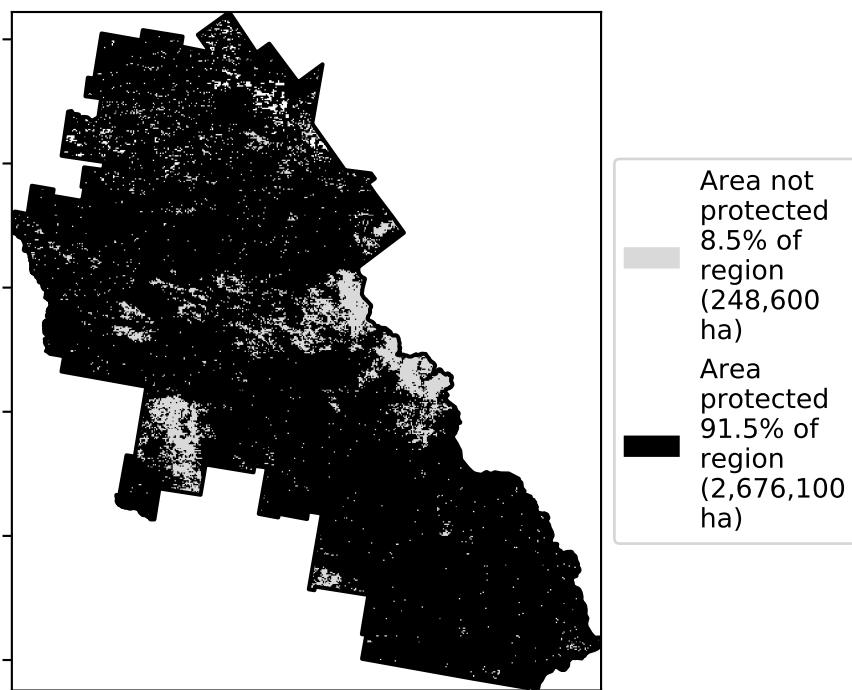 Area not
protected
8.5% of
region
(248,600
ha)
Area
protected
91.5% of
region
(2,676,100
ha)